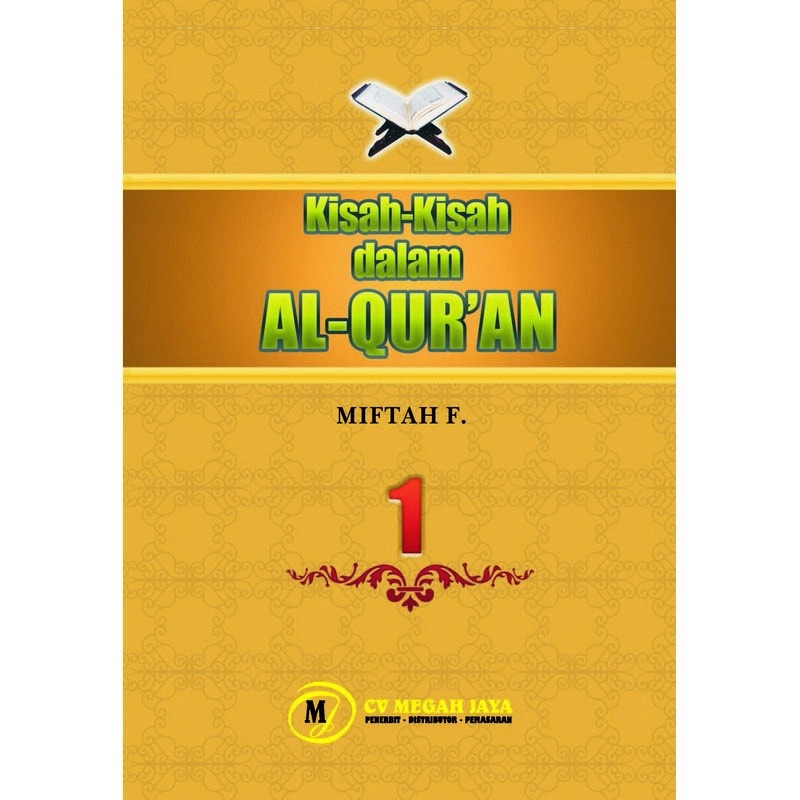 Kisah-Kisah
dalam
AL-QUR'AN
MIFTAH F.
1
M
CV MEGAH JAYA
PENERBIT - DISTRIBUTOR - PEMASARAN